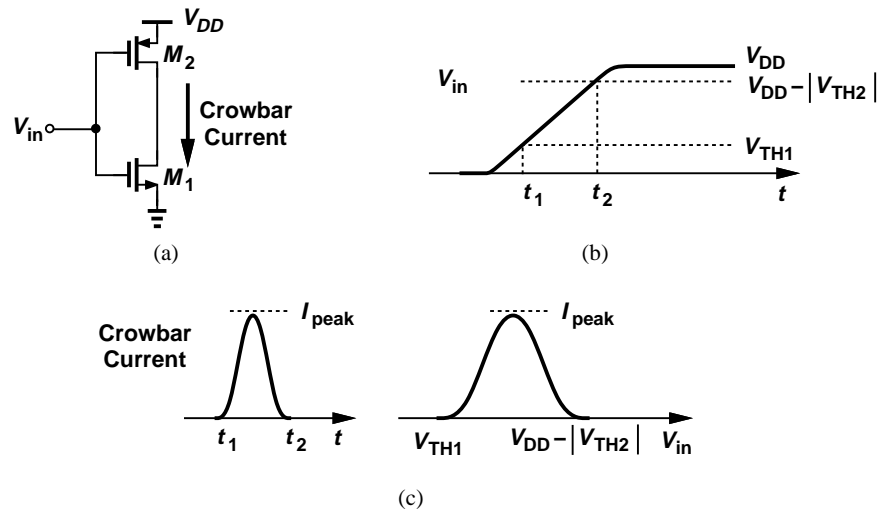 V_DD
M_2
Crowbar
Current
V_in
M_1
(a)
V_in
V_DD
V_DD − |V_TH2|
V_TH1
t_1 t_2 t
(b)
Crowbar
Current
I_peak
t_1 t_2 t
I_peak
V_TH1 V_DD − |V_TH2| V_in
(c)